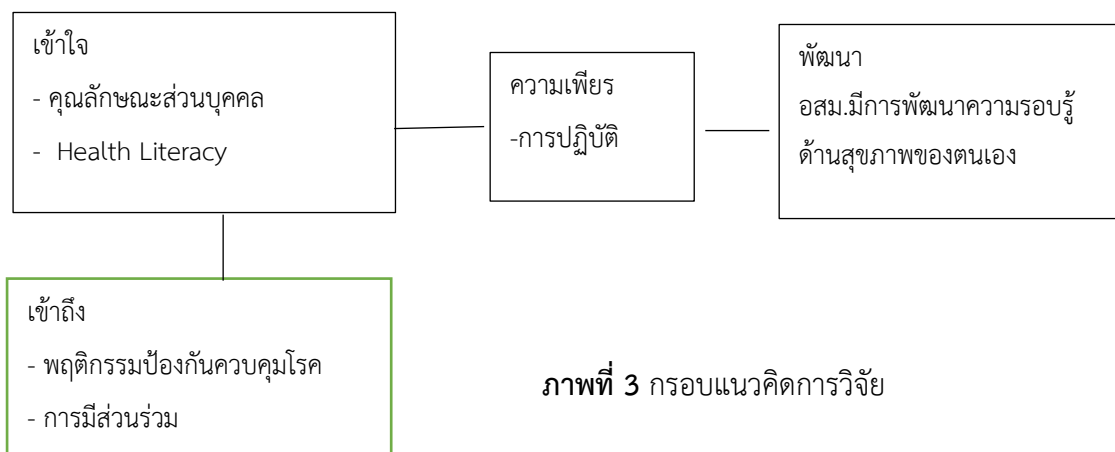 เข้าใจ
- คุณลักษณะส่วนบุคคล
- Health Literacy
ความเพียร
-การปฏิบัติ
พัฒนา
อสม.มีการพัฒนาความรอบรู้
ด้านสุขภาพของตนเอง
เข้าถึง
- พฤติกรรมป้องกันควบคุมโรค
- การมีส่วนร่วม
ภาพที่ 3 กรอบแนวคิดการวิจัย